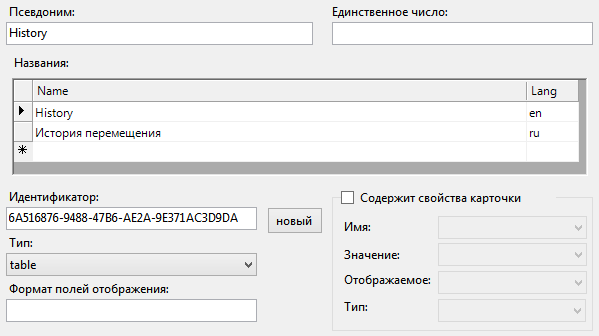 Псевдоним:
Единственное число:
History
Названия:
Name Lang
History en
История перемещения ru
Идентификатор:
6A516876-9488-47B6-AE2A-9E371AC3D9DA
новый
Тип:
table
Формат полей отображения:
Содержит свойства карточки
Имя:
Значение:
Отображаемое:
Тип: